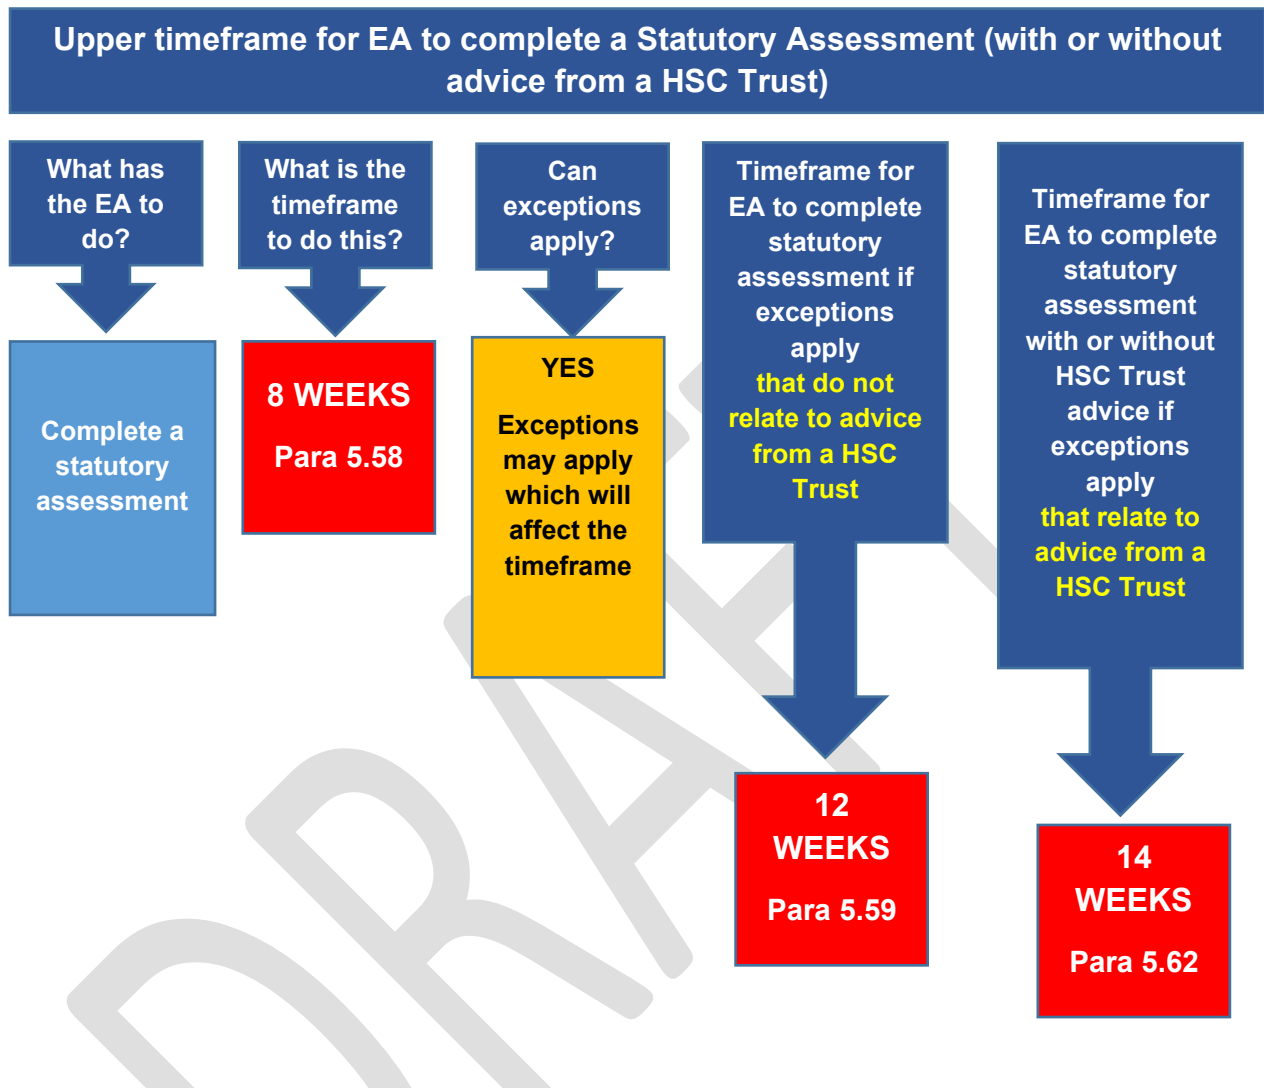 Upper timeframe for EA to complete a Statutory Assessment (with or without
advice from a HSC Trust)
What has
the EA to
do?
What is the
timeframe
to do this?
Can
exceptions
apply?
Timeframe for
EA to complete
statutory
assessment if
exceptions
apply
that do not
relate to advice
from a HSC
Trust
Timeframe for
EA to complete
statutory
assessment
with or without
HSC Trust
advice if
exceptions
apply
that relate to
advice from a
HSC Trust
Complete a
statutory
assessment
8 WEEKS
Para 5.58
YES
Exceptions
may apply
which will
affect the
timeframe
12
WEEKS
Para 5.59
14
WEEKS
Para 5.62
DRAFT